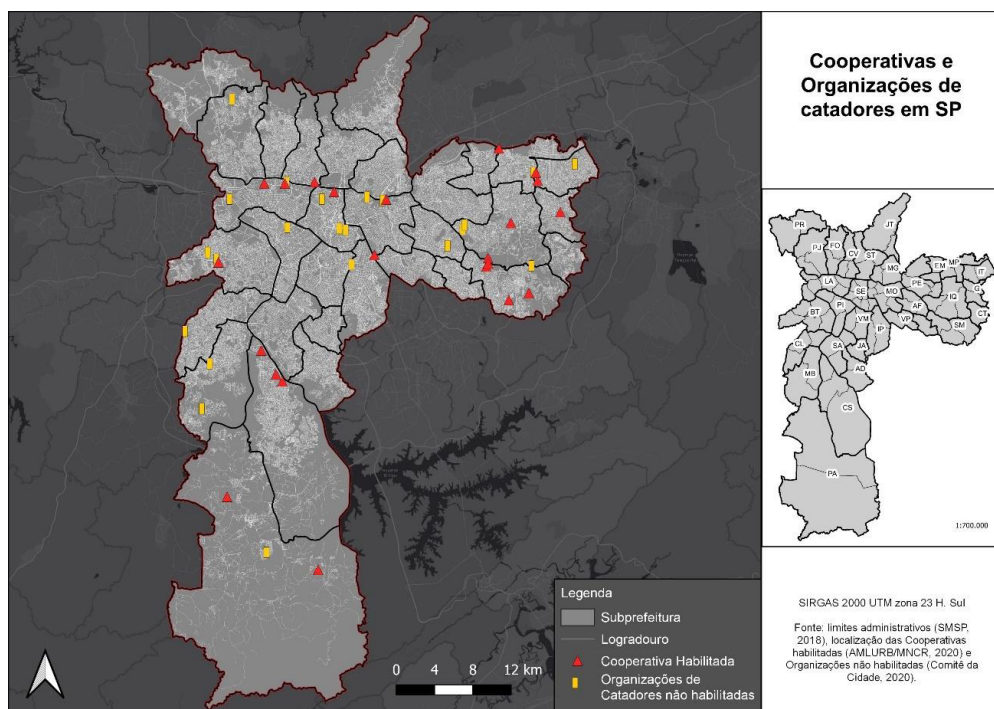 Cooperativas e
Organizações de
catadores em SP
PR
JT
PJ
FO
CV
ST
MG
EM
MP
IT
PE
G
LA
SE
MO
IQ
AF
CT
BT
PI
VM
IP
VP
SM
CL
SA
JA
MB
AD
CS
PA
1:700.000
Legenda
Subprefeitura
Logradouro
Cooperativa Habilitada
Organizações de
Catadores não habilitadas
0 4 8 12 km
SIRGAS 2000 UTM zona 23 H. Sul
Fonte: limites administrativos (SMSP,
2018), localização das Cooperativas
habilitadas (AMLURB/MNCR, 2020) e
Organizações não habilitadas (Comitê da
Cidade, 2020).